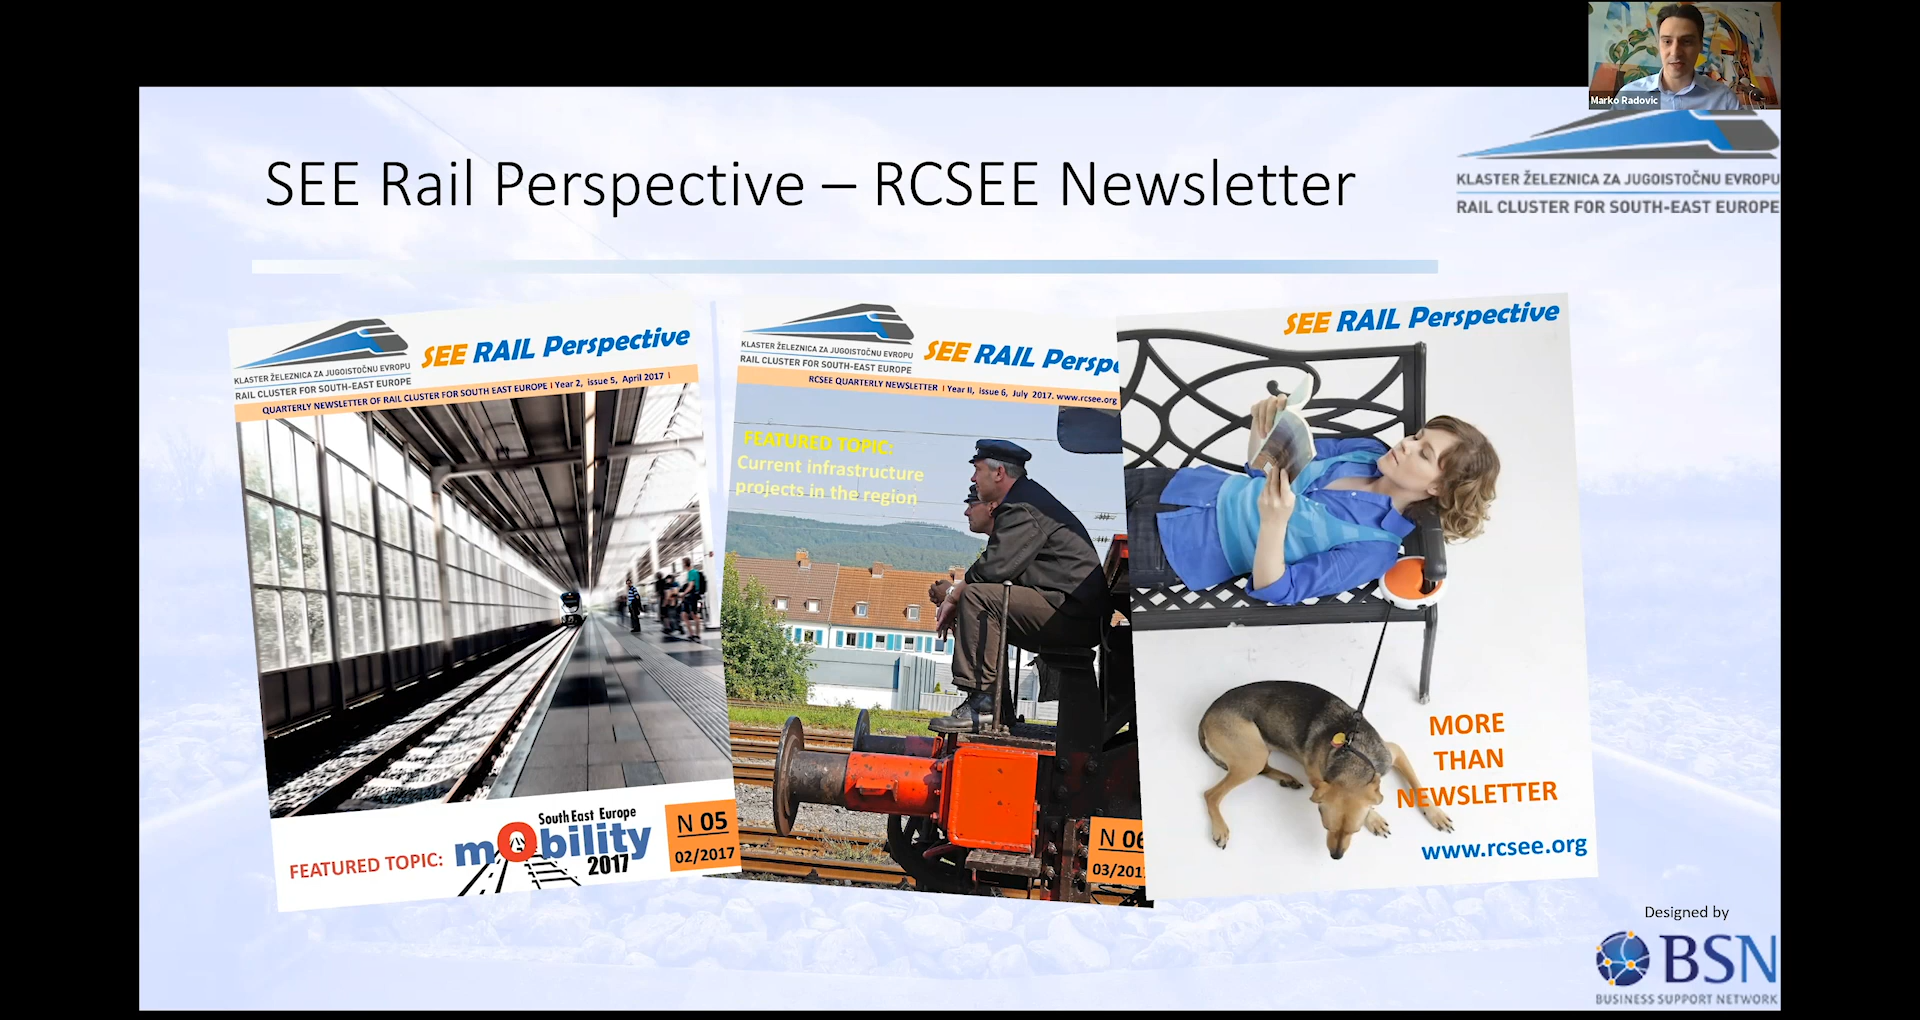 Marko Radovic
SEE Rail Perspective – RCSEE Newsletter
KLASTER ŽELEZNICA ZA JUGOISTOČNU EVROPU
RAIL CLUSTER FOR SOUTH-EAST EUROPE
KLASTER ŽELEZNICA ZA JUGOISTOČNU EVROPU
RAIL CLUSTER FOR SOUTH-EAST EUROPE
SEE RAIL Perspective
QUARTERLY NEWSLETTER OF RAIL CLUSTER FOR SOUTH EAST EUROPE I Year 2, issue 5, April 2017 I
FEATURED TOPIC:
South East Europe
mobility
2017
N 05
02/2017
KLASTER ŽELEZNICA ZA JUGOISTOČNU EVROPU
RAIL CLUSTER FOR SOUTH-EAST EUROPE
SEE RAIL Perspe
RCSEE QUARTERLY NEWSLETTER I Year II, issue 6, July 2017. www.rcsee.org
FEATURED TOPIC:
Current infrastructure
projects in the region
N 06
03/201
SEE RAIL Perspective
MORE
THAN
NEWSLETTER
www.rcsee.org
Designed by
BSN
BUSINESS SUPPORT NETWORK